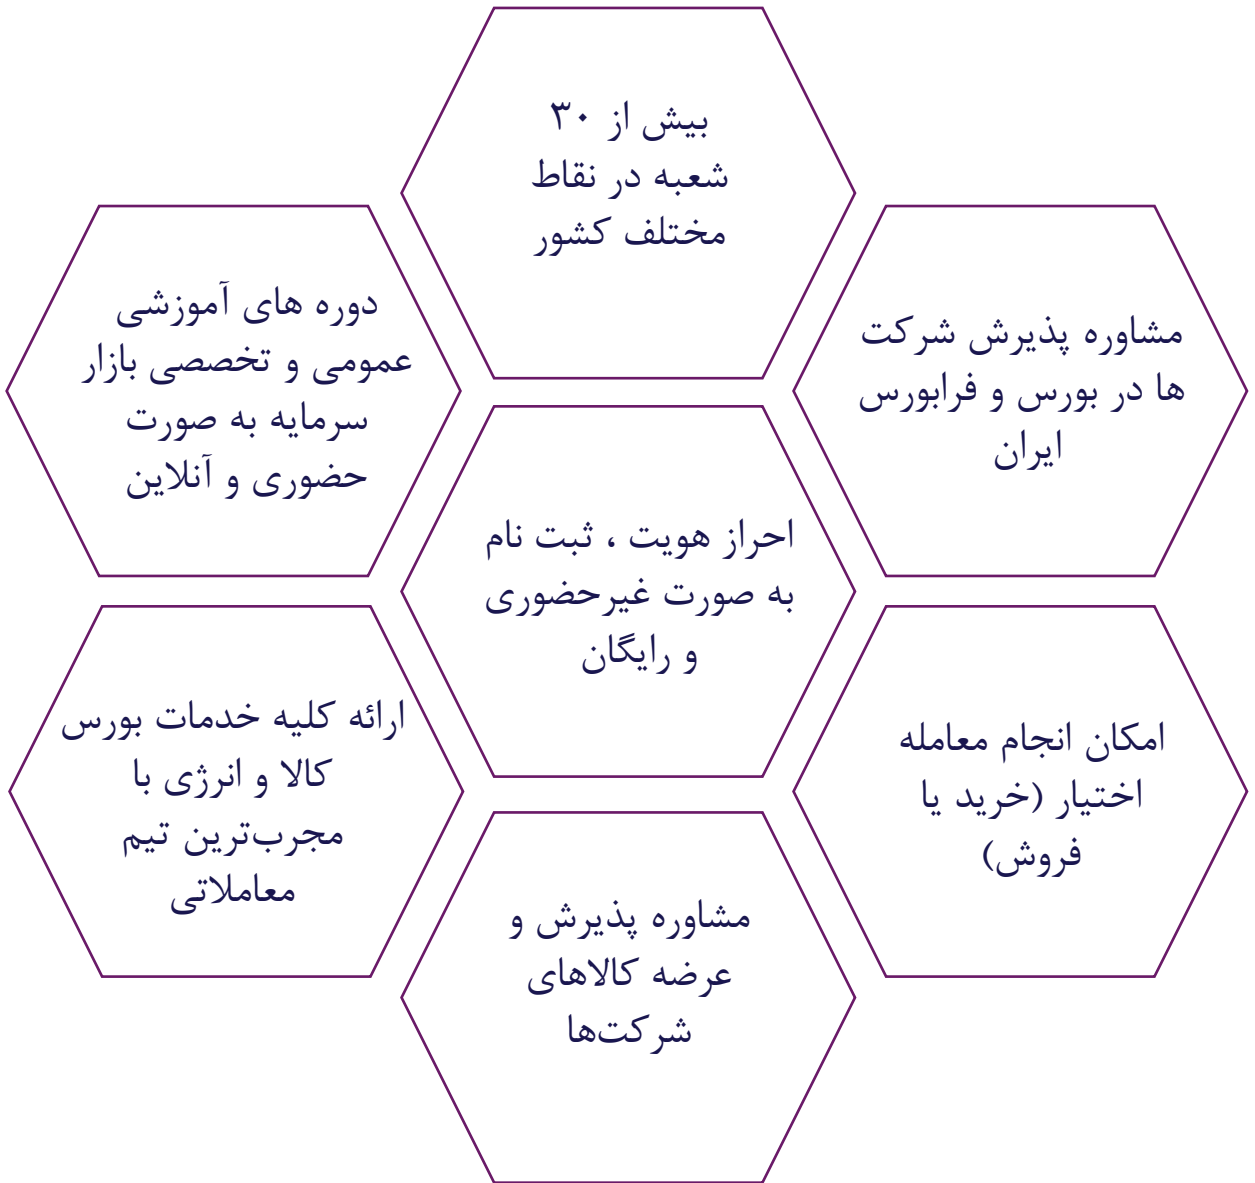 بیش از ۳۰
شعبه در نقاط
مختلف کشور
مشاوره پذیرش شرکت
ها در بورس و فرابورس
ایران
دوره های آموزشی
عمومی و تخصصی بازار
سرمایه به صورت
حضوری و آنلاین
احراز هویت ، ثبت نام
به صورت غیرحضوری
و رایگان
امکان انجام معامله
اختیار (خرید یا
فروش)
ارائه کلیه خدمات بورس
کالا و انرژی با
مجرب‌ترین تیم
معاملاتی
مشاوره پذیرش و
عرضه کالاهای
شرکت‌ها